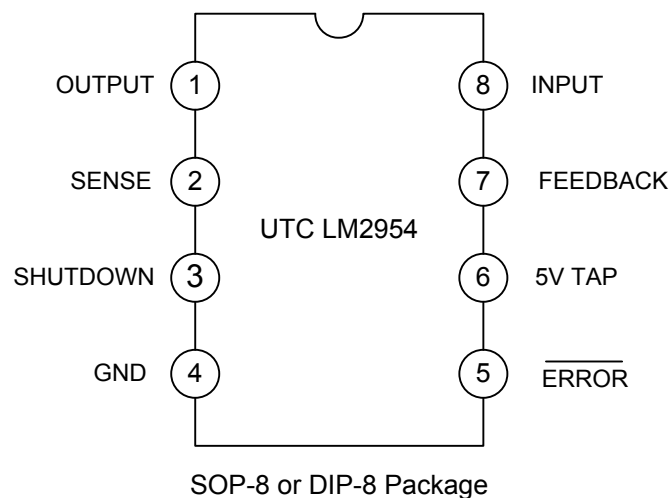 OUTPUT 1 8 INPUT
SENSE 2 7 FEEDBACK
UTC LM2954
SHUTDOWN 3 6 5V TAP
GND 4 5 ERROR
SOP-8 or DIP-8 Package